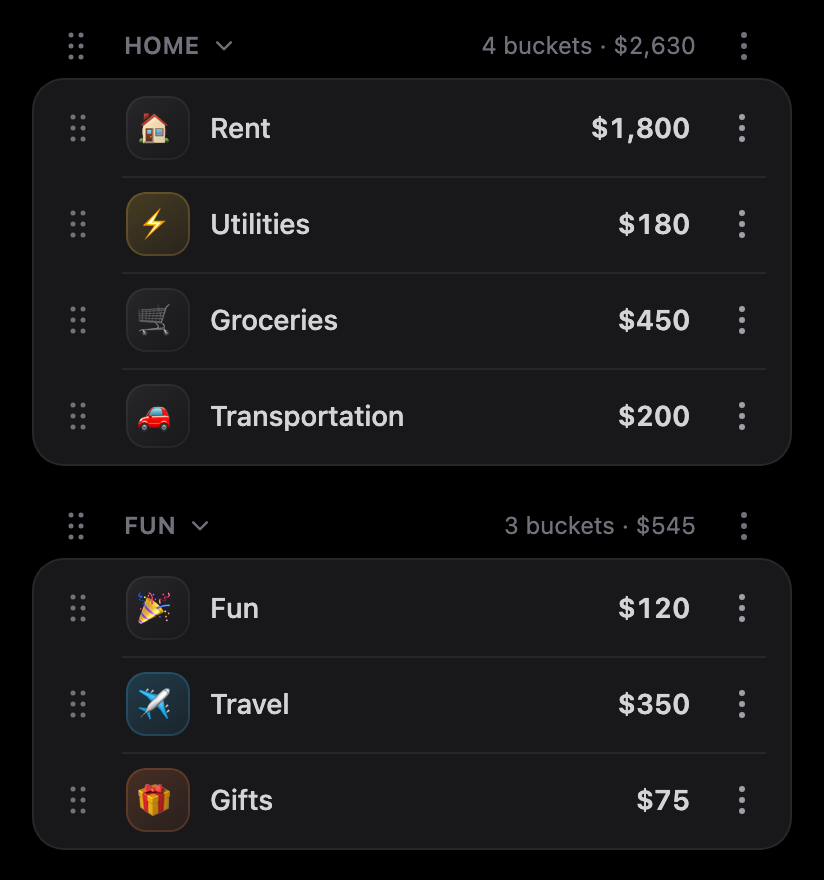 HOME 4 buckets · $2,630
Rent $1,800
Utilities $180
Groceries $450
Transportation $200
FUN 3 buckets · $545
Fun $120
Travel $350
Gifts $75